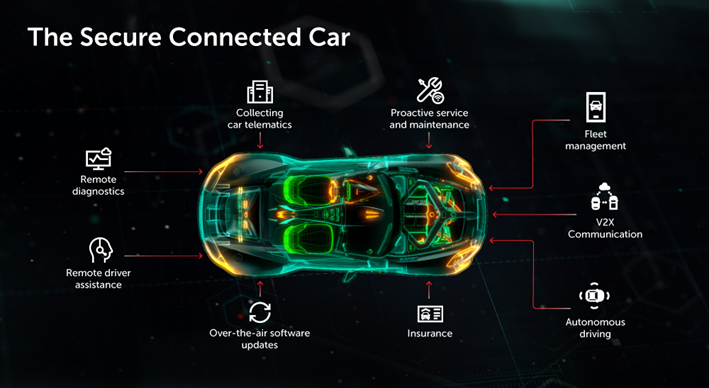 The Secure Connected Car
Collecting
car telematics
Proactive service
and maintenance
Fleet
management
Remote
diagnostics
V2X
Communication
Remote driver
assistance
Over-the-air software
updates
Insurance
Autonomous
driving